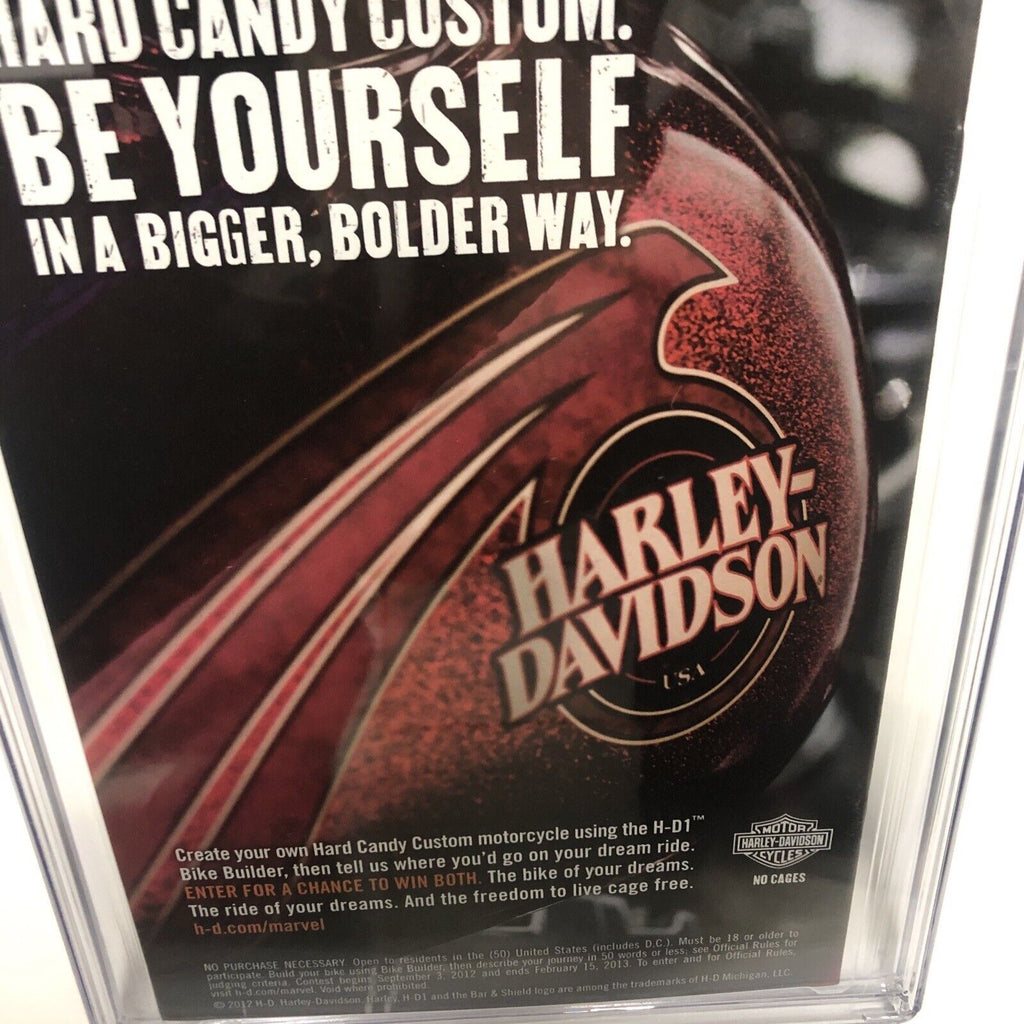 HARD CANDY CUSTOM.
BE YOURSELF
IN A BIGGER, BOLDER WAY.
HARLEY-
DAVIDSON
USA
Create your own Hard Candy Custom motorcycle using the H-D1™
Bike Builder, then tell us where you'd go on your dream ride.
ENTER FOR A CHANCE TO WIN BOTH. The bike of your dreams.
The ride of your dreams. And the freedom to live cage free.
h-d.com/marvel
MOTOR
HARLEY-DAVIDSON
CYCLES
NO CAGES
NO PURCHASE NECESSARY. Open to residents in the (50) United States (includes D.C.). Must be 18 or older to
participate. Build your bike using Bike Builder, then describe your journey in 50 words or less; see Official Rules for
judging criteria. Contest begins September 3, 2012 and ends February 15, 2013. To enter and for Official Rules,
visit h-d.com/marvel. Void where prohibited.
© 2012 H-D. Harley-Davidson, Harley, H-D1 and the Bar & Shield logo are among the trademarks of H-D Michigan, LLC.